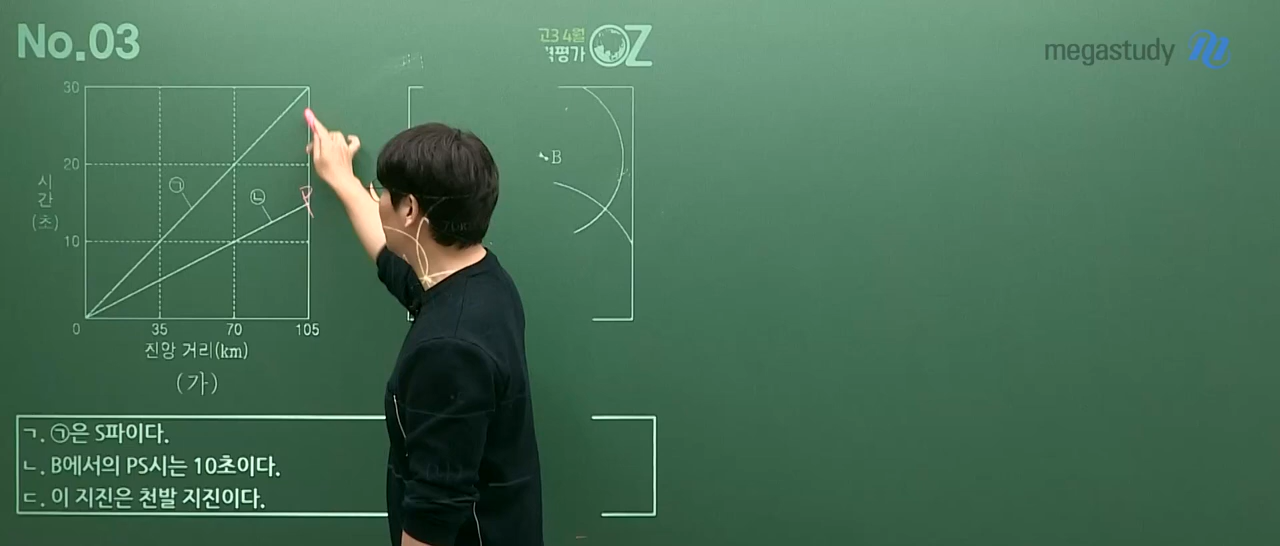 No.03
고3 4월
평가 OZ
megastudy
30
20
10
0
시간(초)
㉠
㉡
P
35 70 105
진앙 거리(km)
(가)
B
ㄱ. ㉠은 S파이다.
ㄴ. B에서의 PS시는 10초이다.
ㄷ. 이 지진은 천발 지진이다.